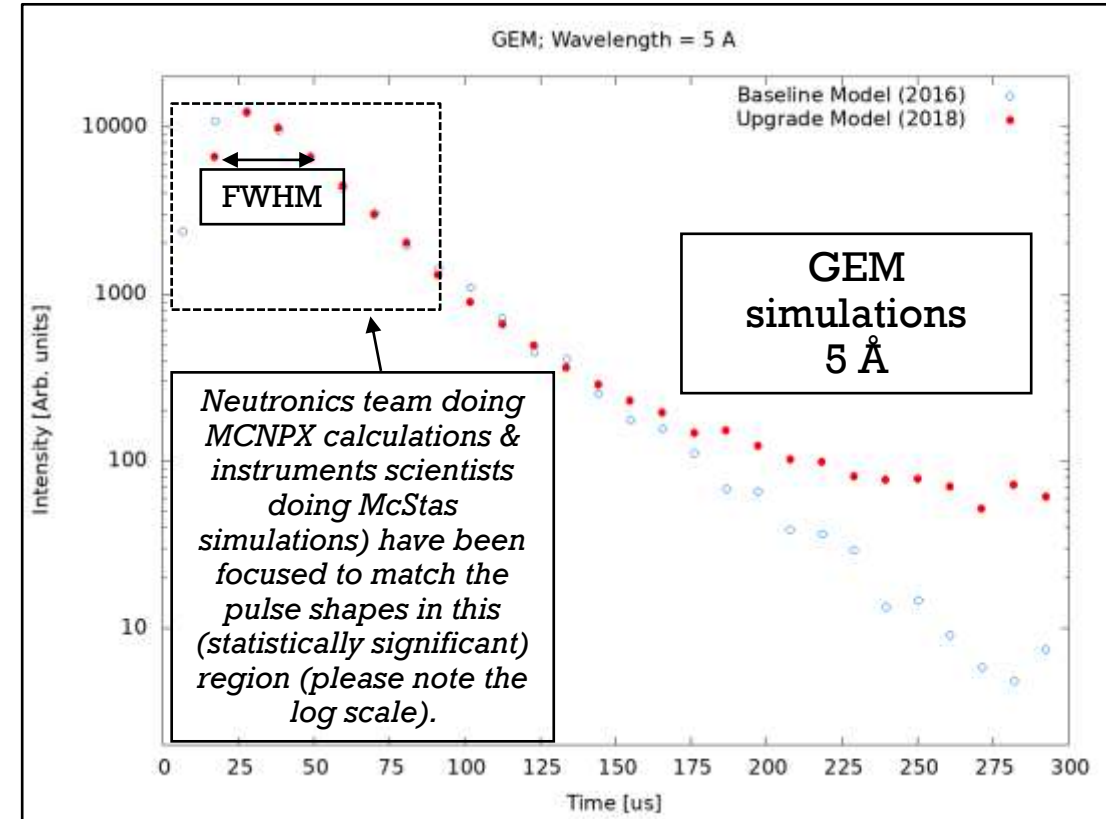 GEM; Wavelength = 5 A
Baseline Model (2016)
Upgrade Model (2018)
10000
1000
100
10
Intensity [Arb. units]
FWHM
GEM
simulations
5 Å
Neutronics team doing
MCNPX calculations &
instruments scientists
doing McStas
simulations) have been
focused to match the
pulse shapes in this
(statistically significant)
region (please note the
log scale).
0 25 50 75 100 125 150 175 200 225 250 275 300
Time [us]